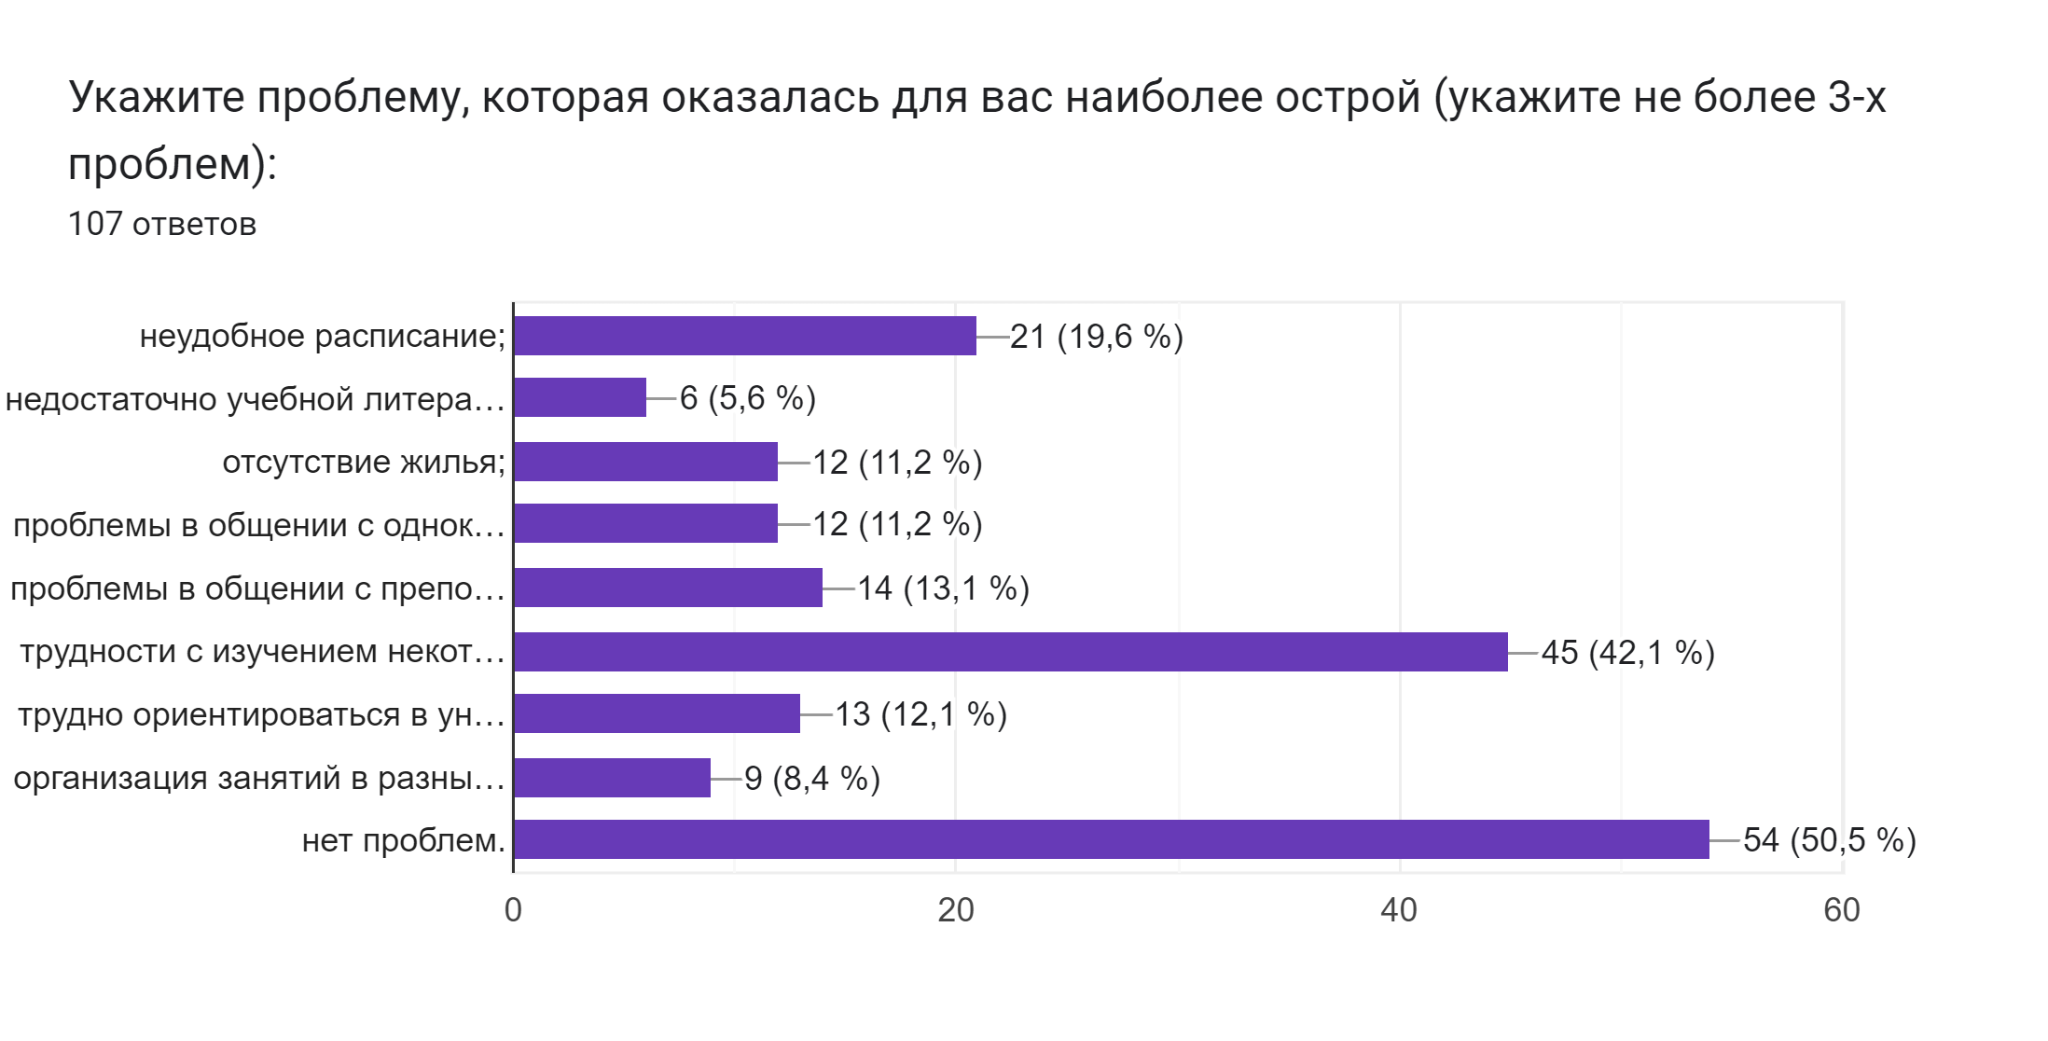 Укажите проблему, которая оказалась для вас наиболее острой (укажите не более 3-х
проблем):
107 ответов
неудобное расписание; 21 (19,6 %)
недостаточно учебной литера… 6 (5,6 %)
отсутствие жилья; 12 (11,2 %)
проблемы в общении с однок… 12 (11,2 %)
проблемы в общении с препо… 14 (13,1 %)
трудности с изучением некот… 45 (42,1 %)
трудно ориентироваться в ун… 13 (12,1 %)
организация занятий в разны… 9 (8,4 %)
нет проблем. 54 (50,5 %)
0 20 40 60